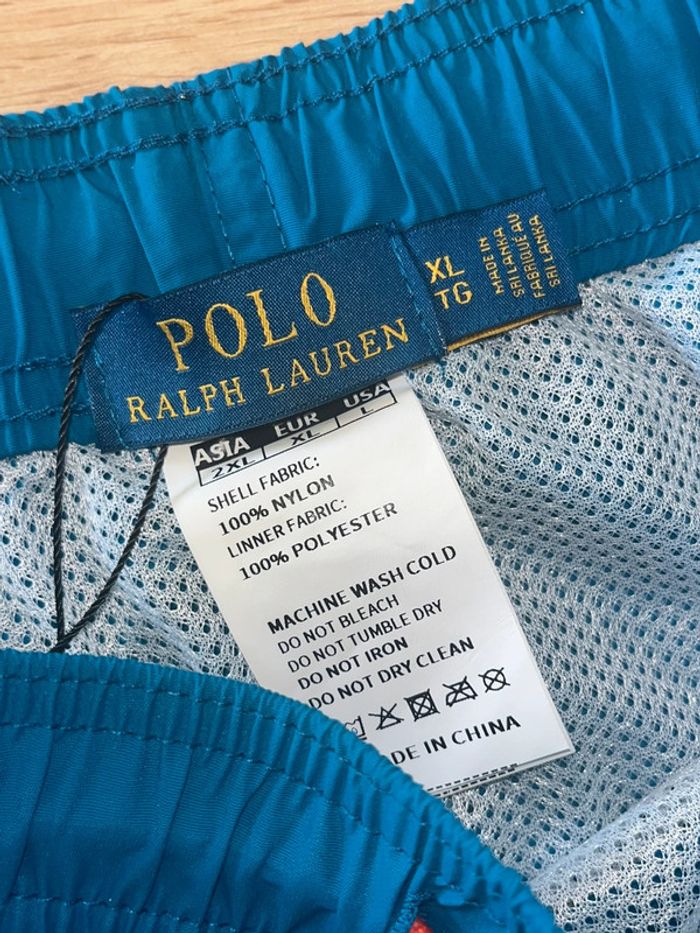 POLO
RALPH LAUREN
XL
TG
MADE IN
SRI LANKA
FABRIQUÉ AU
SRI LANKA
ASIA EUR USA
2XL XL L
SHELL FABRIC:
100% NYLON
LINNER FABRIC:
100% POLYESTER
MACHINE WASH COLD
DO NOT BLEACH
DO NOT TUMBLE DRY
DO NOT IRON
DO NOT DRY CLEAN
DE IN CHINA